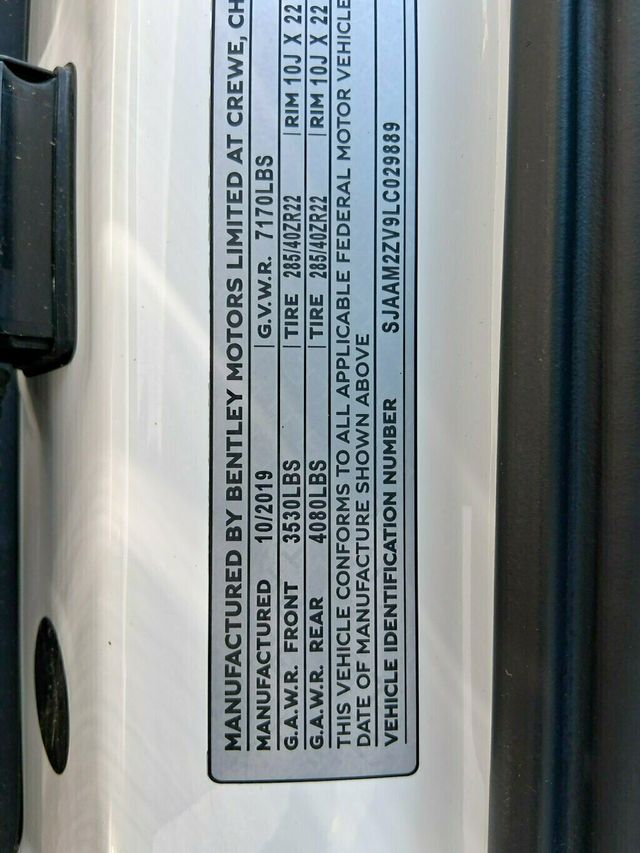 MANUFACTURED BY BENTLEY MOTORS LIMITED AT CREWE,
MANUFACTURED 10/2019 G.V.W.R. 7170LBS
G.A.W.R. FRONT 3530LBS TIRE 285/40ZR22 RIM 10J X 22
G.A.W.R. REAR 4080LBS TIRE 285/40ZR22 RIM 10J X 22
THIS VEHICLE CONFORMS TO ALL APPLICABLE FEDERAL MOTOR VEHICLE
DATE OF MANUFACTURE SHOWN ABOVE
VEHICLE IDENTIFICATION NUMBER SJAAM2ZV9LC029889